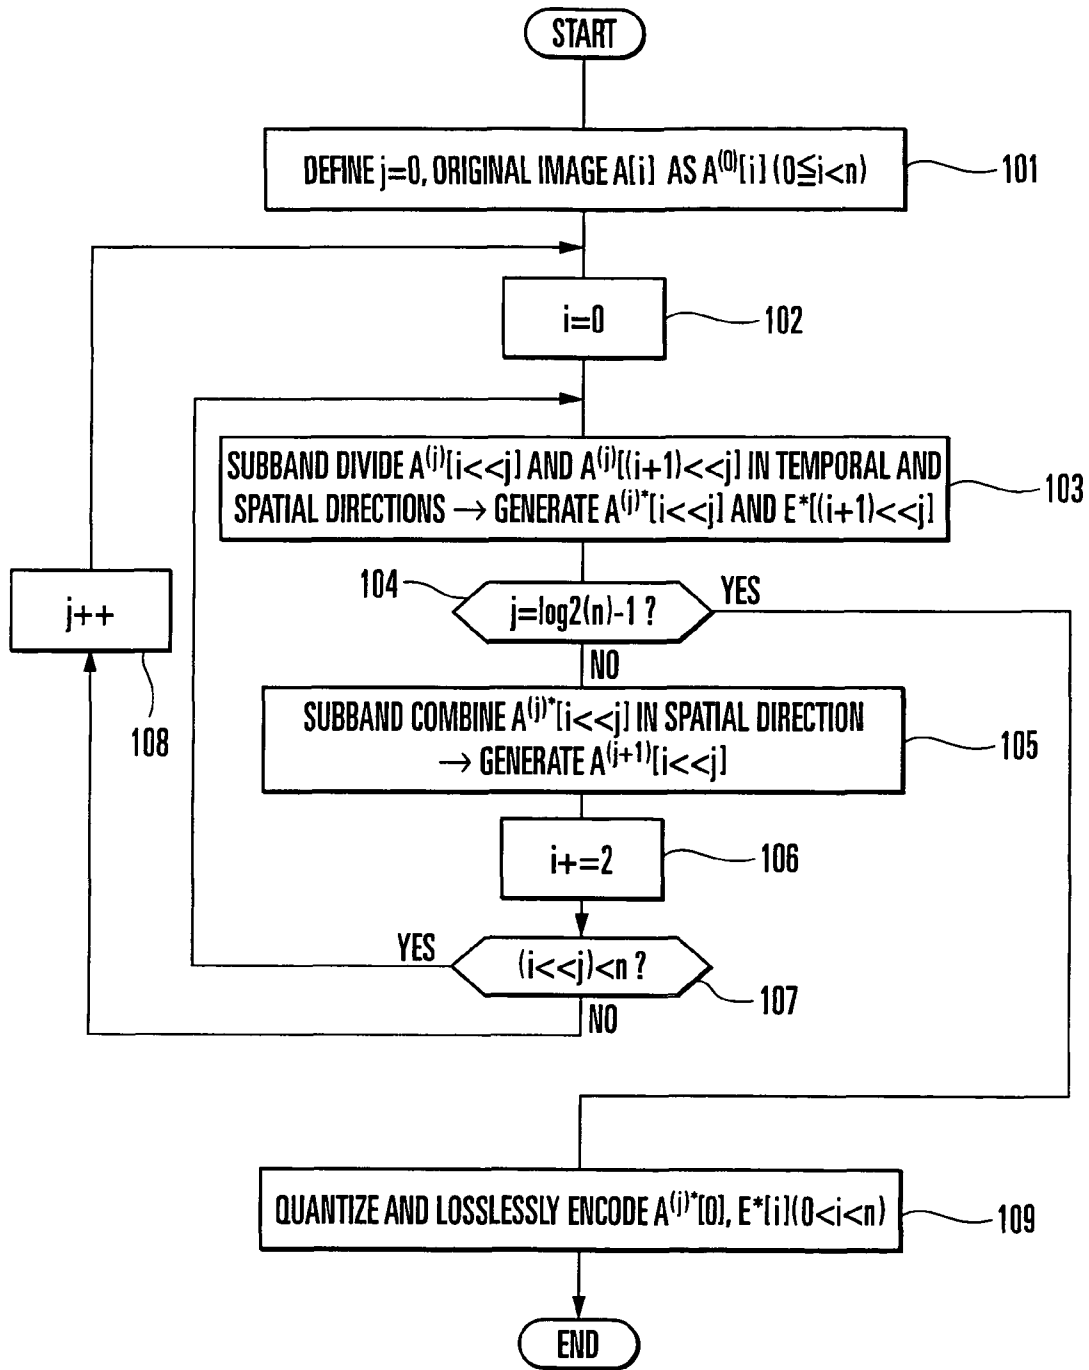 START
DEFINE j=0, ORIGINAL IMAGE A[i] AS A^(0)[i] (0≦i<n)
101
i=0
102
SUBBAND DIVIDE A^(j)[i<<j] AND A^(j)[(i+1)<<j] IN TEMPORAL AND
SPATIAL DIRECTIONS → GENERATE A^(j)*[i<<j] AND E*[(i+1)<<j]
103
104
j=log2(n)-1 ?
YES
NO
j++
108
SUBBAND COMBINE A^(j)*[i<<j] IN SPATIAL DIRECTION
→ GENERATE A^(j+1)[i<<j]
105
i+=2
106
YES
(i<<j)<n ?
107
NO
QUANTIZE AND LOSSLESSLY ENCODE A^(j)*[0], E*[i](0<i<n)
109
END